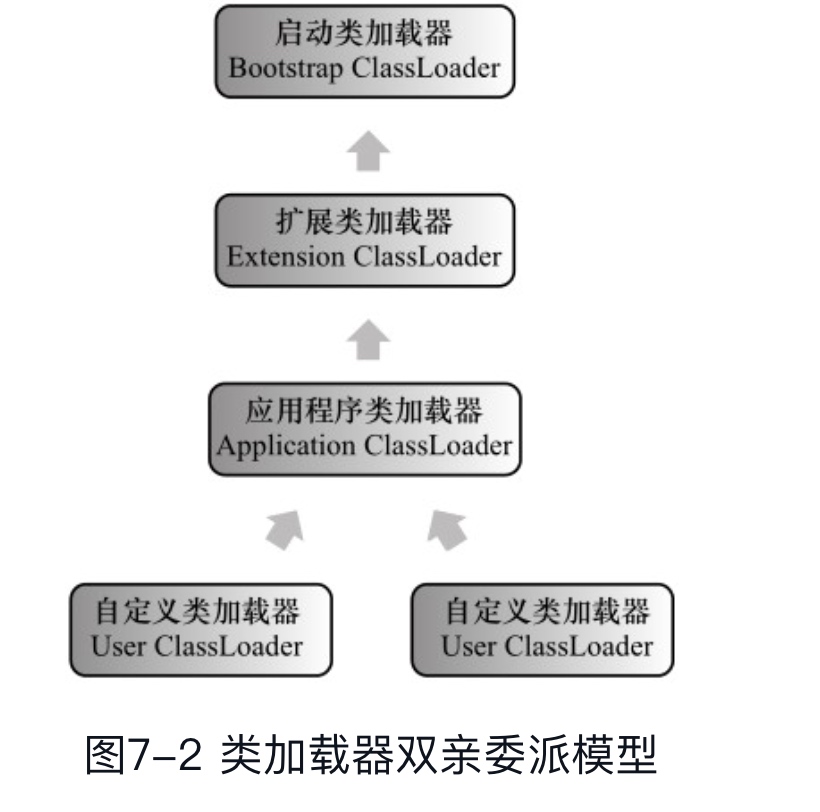 启动类加载器
Bootstrap ClassLoader
扩展类加载器
Extension ClassLoader
应用程序类加载器
Application ClassLoader
自定义类加载器
User ClassLoader
自定义类加载器
User ClassLoader
图7-2 类加载器双亲委派模型